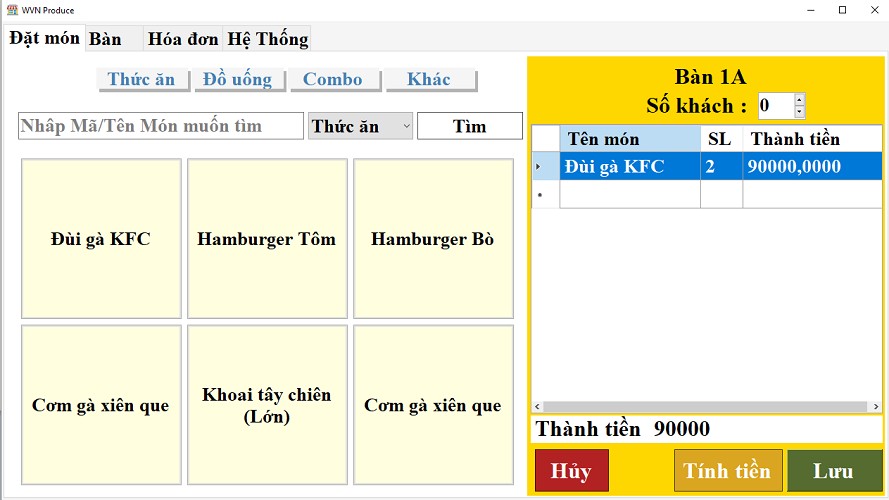 WVN Produce
Đặt món Bàn Hóa đơn Hệ Thống
Thức ăn Đồ uống Combo Khác
Nhâp Mã/Tên Món muốn tìm Thức ăn Tìm
Đùi gà KFC
Hamburger Tôm
Hamburger Bò
Cơm gà xiên que
Khoai tây chiên
(Lớn)
Cơm gà xiên que
Bàn 1A
Số khách : 0
Tên món SL Thành tiền
Đùi gà KFC 2 90000,0000
Thành tiền 90000
Hủy Tính tiền Lưu